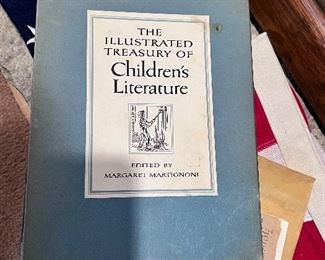 THE
ILLUSTRATED
TREASURY OF
Children's
Literature
EDITED BY
MARGARET MARTIGNONI